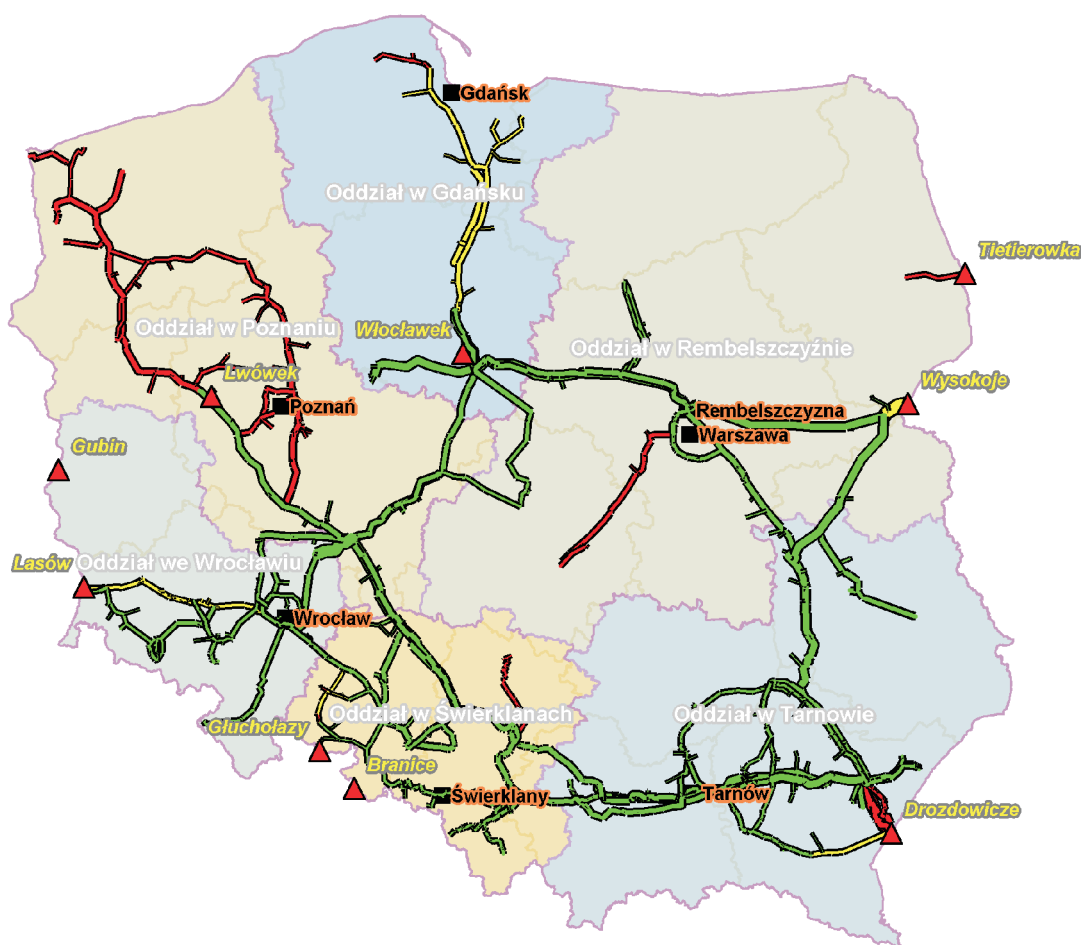 Gdańsk
Oddział w Gdańsku
Tietierowka
Oddział w Poznaniu
Włocławek
Oddział w Rembelszczyźnie
Lwówek
Wysokoje
Poznań
Rembelszczyzna
Warszawa
Gubin
Lasów
Oddział we Wrocławiu
Wrocław
Głuchołazy
Oddział w Świerklanach
Oddział w Tarnowie
Branice
Świerklany
Tarnów
Drozdowicze